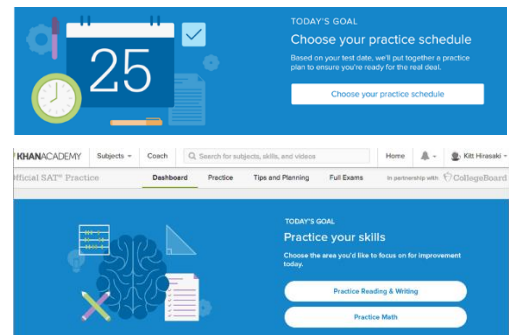 TODAY'S GOAL
Choose your practice schedule
Based on your test date, we'll put together a practice
plan to ensure you're ready for the real deal.
25
Choose your practice schedule
KHANACADEMY Subjects Coach Search for subjects, skills, and videos Home Kitt Hirasaki
Official SAT® Practice Dashboard Practice Tips and Planning Full Exams In partnership with CollegeBoard
TODAY'S GOAL
Practice your skills
Choose the area you'd like to focus on for improvement
today.
Practice Reading & Writing
Practice Math